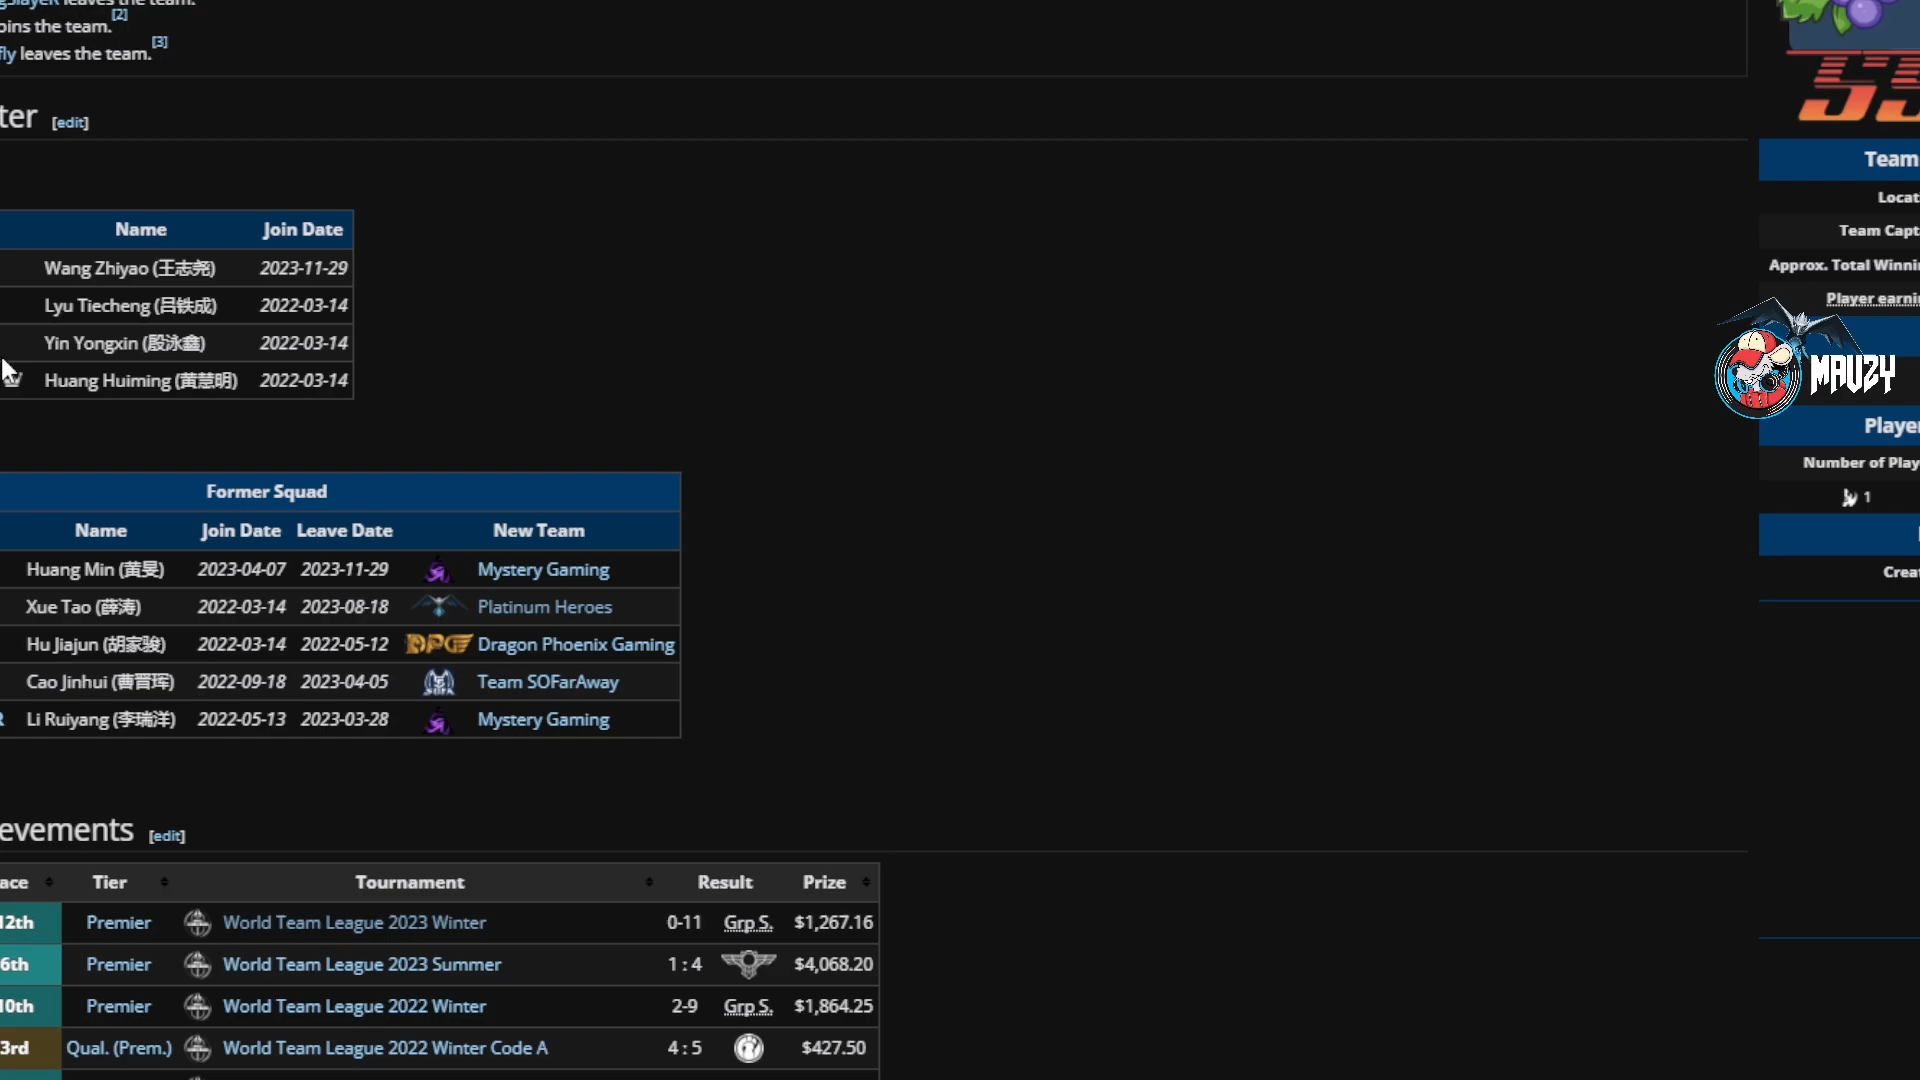 leaves the team.
oins the team. [2]
fly leaves the team. [3]
ter [edit]
Name Join Date
Wang Zhiyao (王志尧) 2023-11-29
Lyu Tiecheng (吕铁成) 2022-03-14
Yin Yongxin (殷泳鑫) 2022-03-14
Huang Huiming (黄慧明) 2022-03-14
Former Squad
Name Join Date Leave Date New Team
Huang Min (黄旻) 2023-04-07 2023-11-29 Mystery Gaming
Xue Tao (薛涛) 2022-03-14 2023-08-18 Platinum Heroes
Hu Jiajun (胡家骏) 2022-03-14 2022-05-12 DPG Dragon Phoenix Gaming
Cao Jinhui (曹晋珲) 2022-09-18 2023-04-05 Team SOFarAway
R Li Ruiyang (李瑞洋) 2022-05-13 2023-03-28 Mystery Gaming
evements [edit]
ace Tier Tournament Result Prize
12th Premier World Team League 2023 Winter 0-11 Grp S. $1,267.16
6th Premier World Team League 2023 Summer 1 : 4 $4,068.20
10th Premier World Team League 2022 Winter 2-9 Grp S. $1,864.25
3rd Qual. (Prem.) World Team League 2022 Winter Code A 4 : 5 $427.50
Team
Locat
Team Capt
Approx. Total Winnin
Player earnin
MAUZY
Player
Number of Play
1
Creat